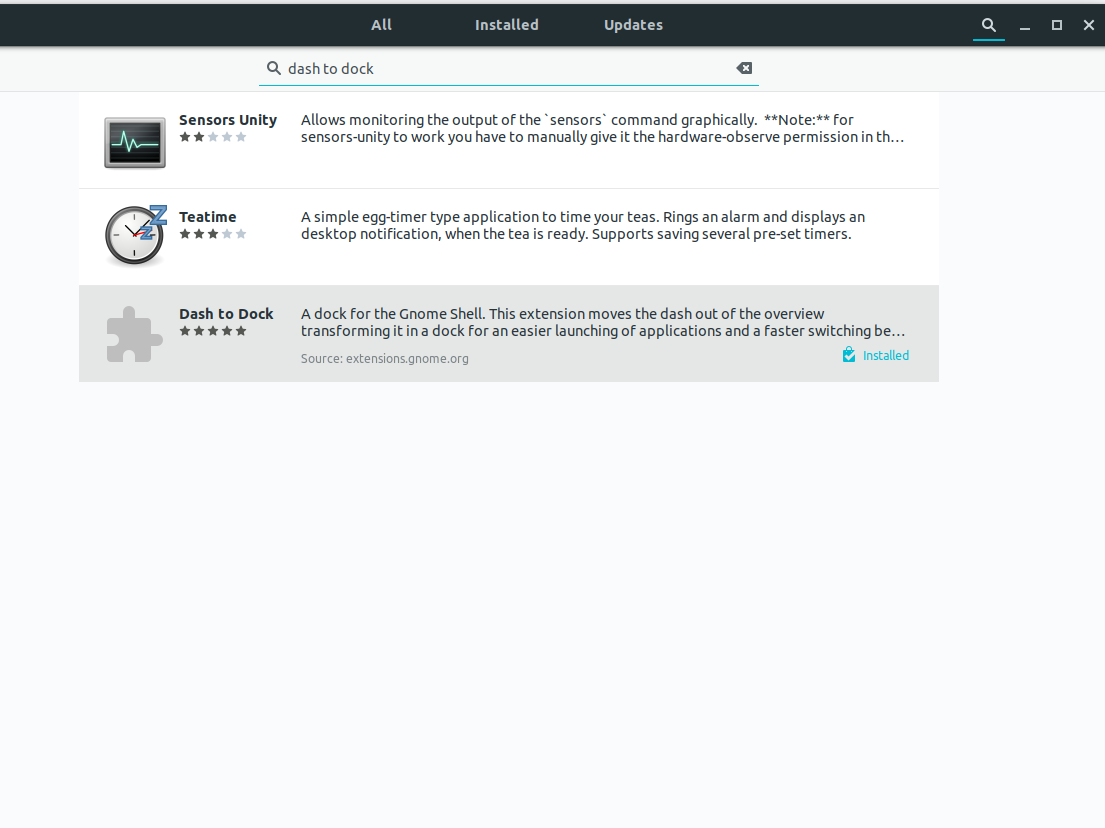 All Installed Updates
dash to dock
Sensors Unity
Allows monitoring the output of the `sensors` command graphically.  **Note:** for
sensors-unity to work you have to manually give it the hardware-observe permission in th…
Teatime
A simple egg-timer type application to time your teas. Rings an alarm and displays an
desktop notification, when the tea is ready. Supports saving several pre-set timers.
Dash to Dock
A dock for the Gnome Shell. This extension moves the dash out of the overview
transforming it in a dock for an easier launching of applications and a faster switching be…
Source: extensions.gnome.org
Installed